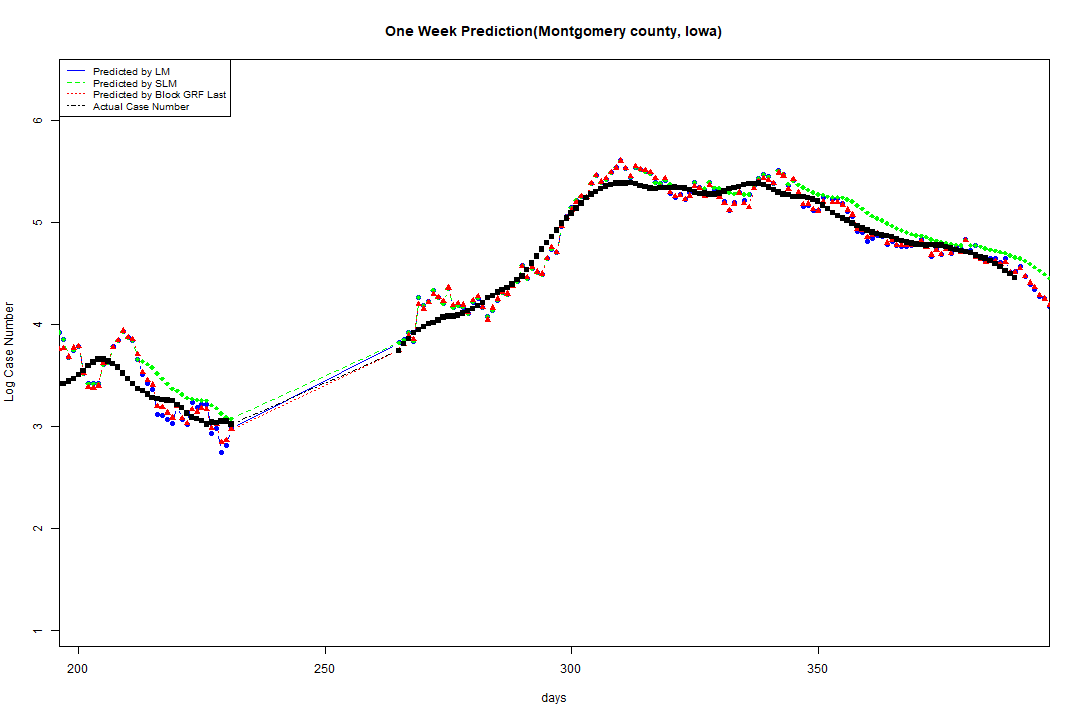 One Week Prediction(Montgomery county, Iowa)
Predicted by LM
Predicted by SLM
Predicted by Block GRF Last
Actual Case Number
Log Case Number
6
5
4
3
2
1
200 250 300 350
days